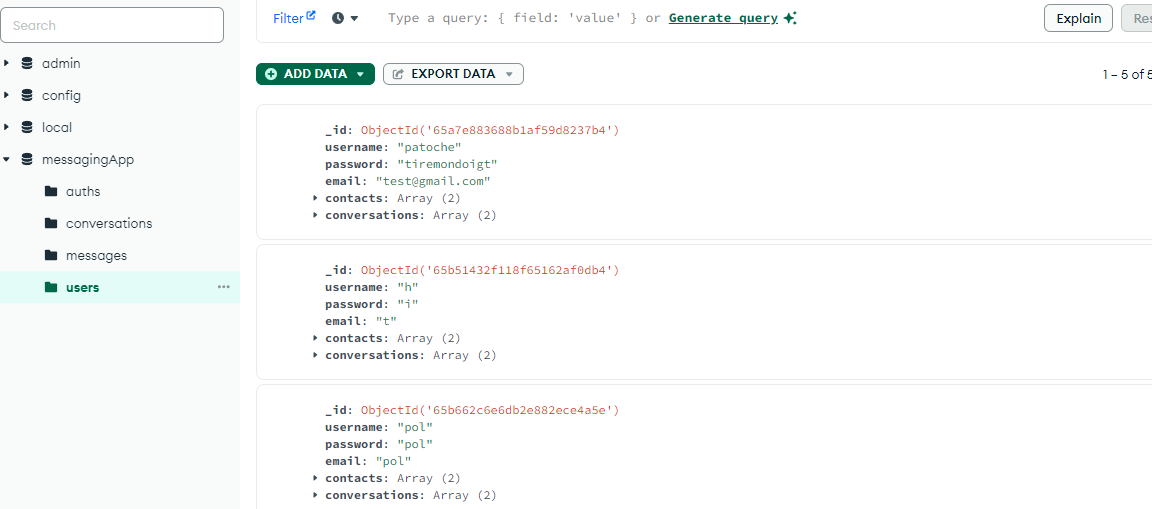 Search
admin
config
local
messagingApp
auths
conversations
messages
users
Filter Type a query: { field: 'value' } or Generate query Explain
ADD DATA EXPORT DATA 1 – 5 of 5
_id: ObjectId('65a7e883688b1af59d8237b4')
username: "patoche"
password: "tiremondoigt"
email: "test@gmail.com"
contacts: Array (2)
conversations: Array (2)
_id: ObjectId('65b51432f118f65162af0db4')
username: "h"
password: "i"
email: "t"
contacts: Array (2)
conversations: Array (2)
_id: ObjectId('65b662c6e6db2e882ece4a5e')
username: "pol"
password: "pol"
email: "pol"
contacts: Array (2)
conversations: Array (2)